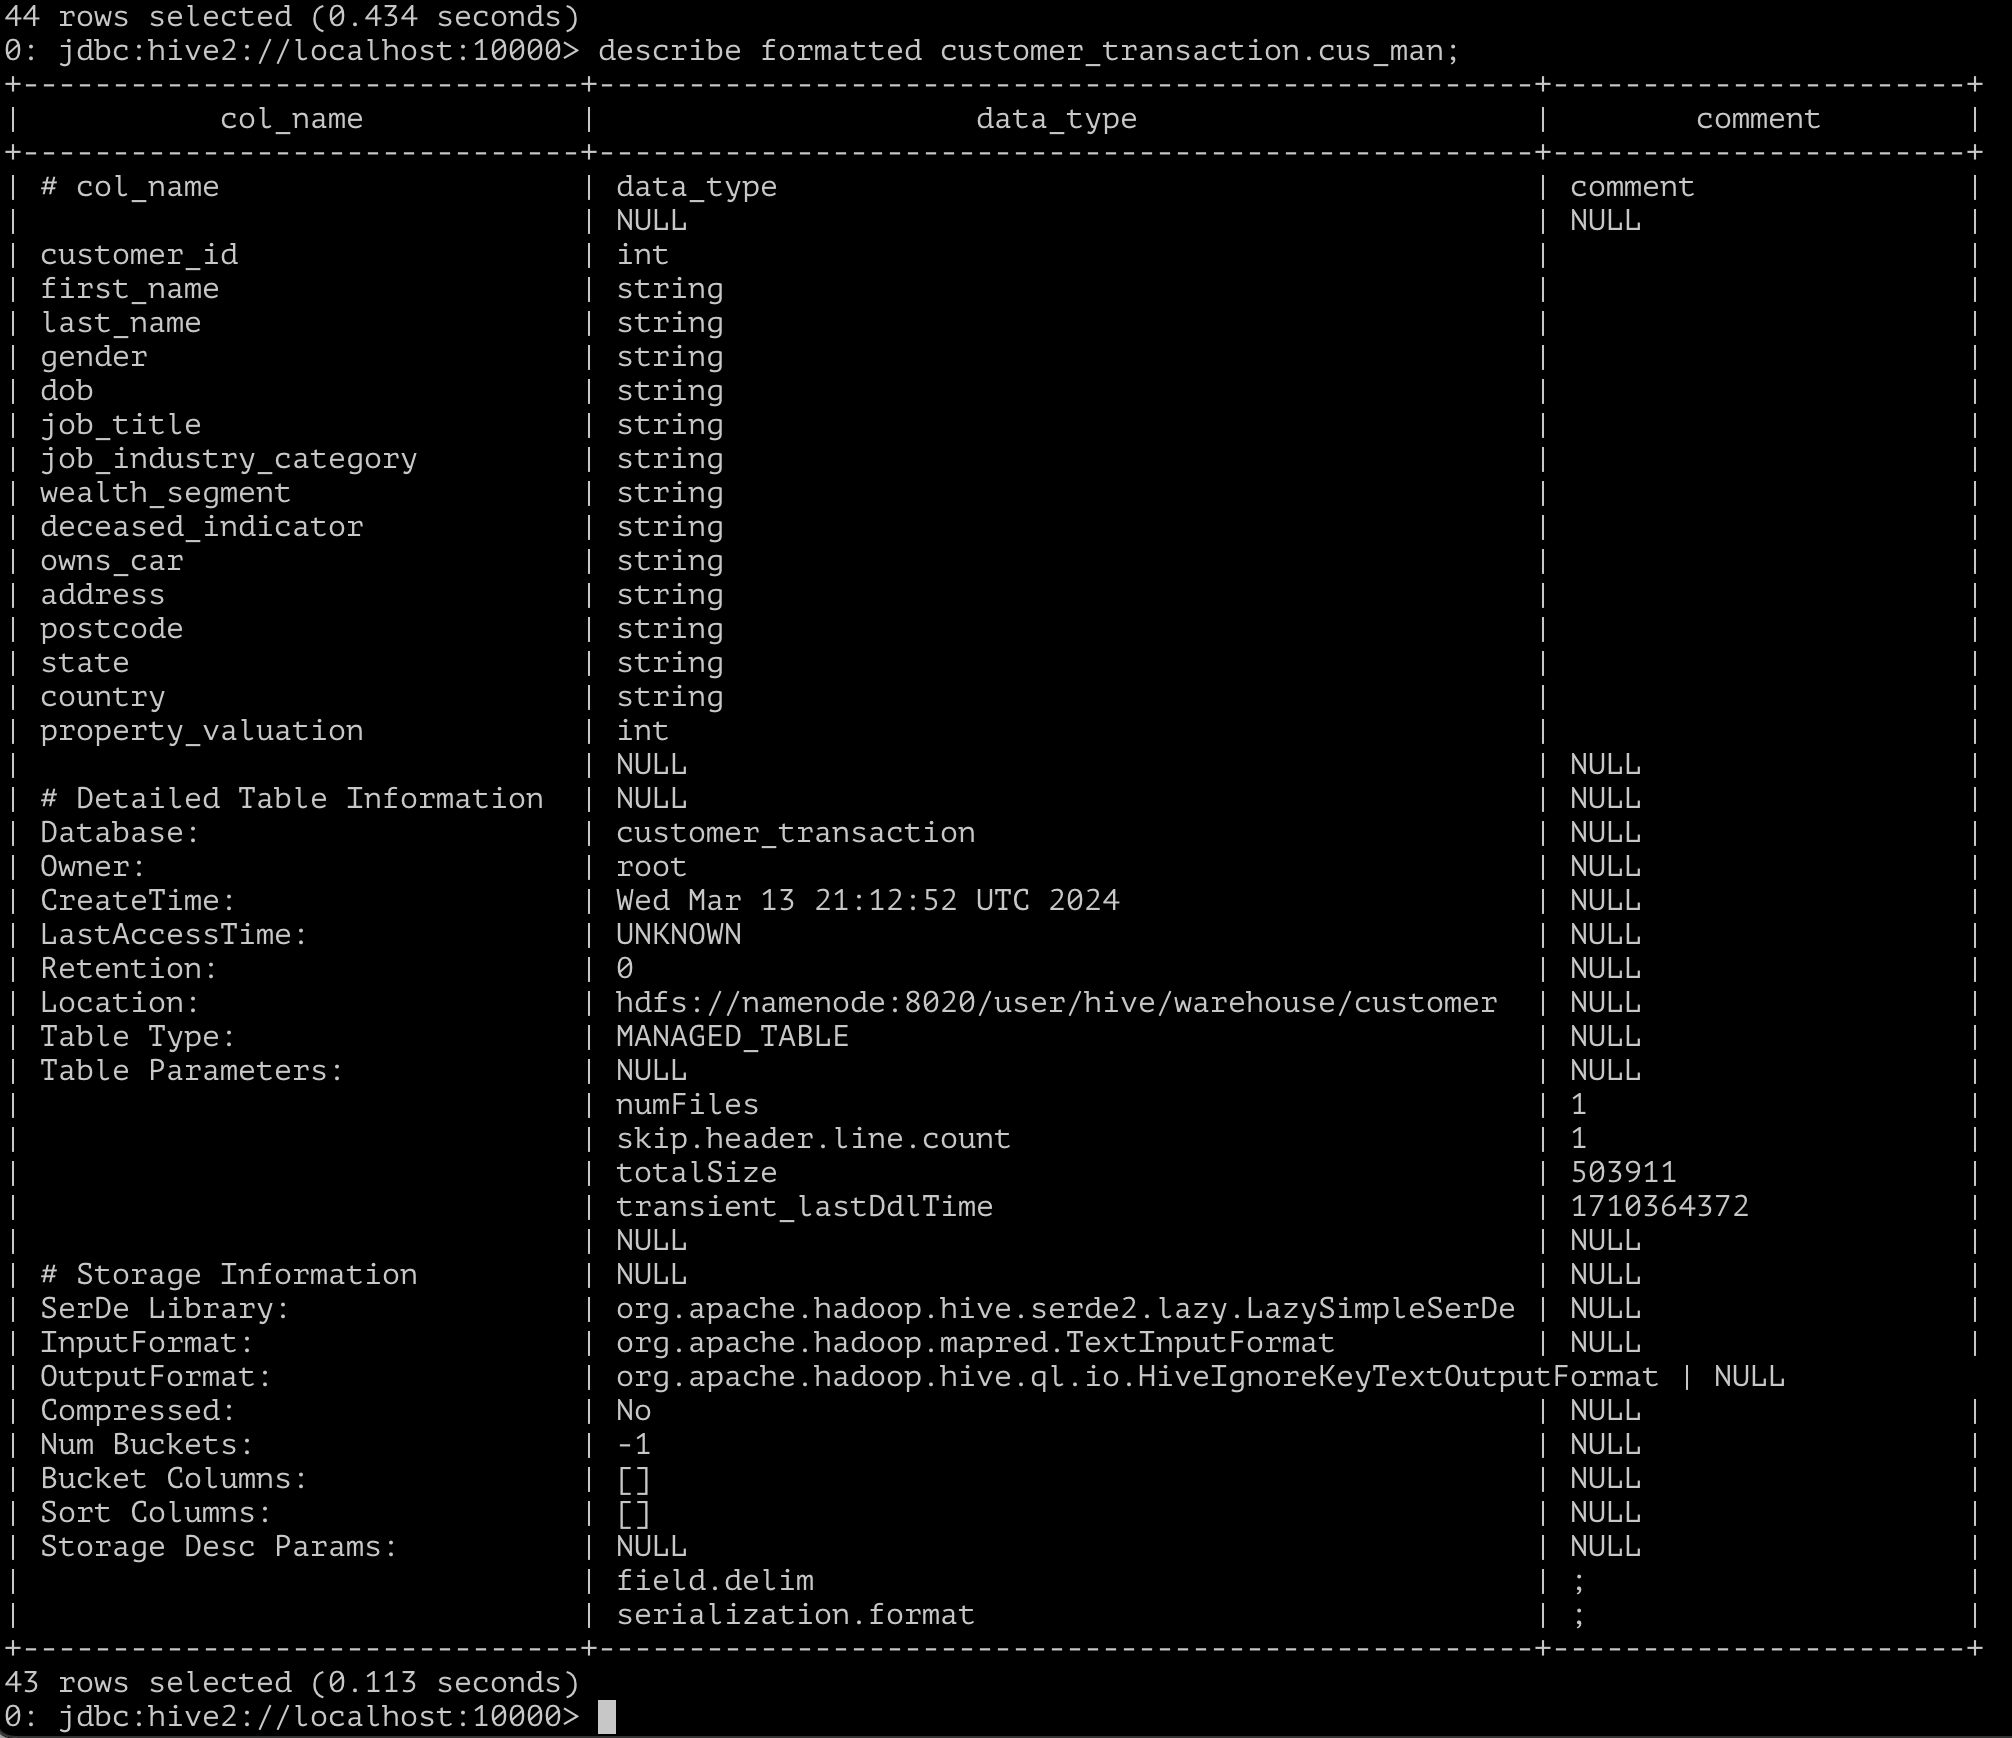 44 rows selected (0.434 seconds)
0: jdbc:hive2://localhost:10000> describe formatted customer_transaction.cus_man;
+-------------------------------+----------------------------------------------------+-----------------------+
| col_name | data_type | comment |
+-------------------------------+----------------------------------------------------+-----------------------+
| # col_name | data_type | comment |
| | NULL | NULL |
| customer_id | int | |
| first_name | string | |
| last_name | string | |
| gender | string | |
| dob | string | |
| job_title | string | |
| job_industry_category | string | |
| wealth_segment | string | |
| deceased_indicator | string | |
| owns_car | string | |
| address | string | |
| postcode | string | |
| state | string | |
| country | string | |
| property_valuation | int | |
| | NULL | NULL |
| # Detailed Table Information | NULL | NULL |
| Database: | customer_transaction | NULL |
| Owner: | root | NULL |
| CreateTime: | Wed Mar 13 21:12:52 UTC 2024 | NULL |
| LastAccessTime: | UNKNOWN | NULL |
| Retention: | 0 | NULL |
| Location: | hdfs://namenode:8020/user/hive/warehouse/customer | NULL |
| Table Type: | MANAGED_TABLE | NULL |
| Table Parameters: | NULL | NULL |
| | numFiles | 1 |
| | skip.header.line.count | 1 |
| | totalSize | 503911 |
| | transient_lastDdlTime | 1710364372 |
| | NULL | NULL |
| # Storage Information | NULL | NULL |
| SerDe Library: | org.apache.hadoop.hive.serde2.lazy.LazySimpleSerDe | NULL |
| InputFormat: | org.apache.hadoop.mapred.TextInputFormat | NULL |
| OutputFormat: | org.apache.hadoop.hive.ql.io.HiveIgnoreKeyTextOutputFormat | NULL
| Compressed: | No | NULL |
| Num Buckets: | -1 | NULL |
| Bucket Columns: | [] | NULL |
| Sort Columns: | [] | NULL |
| Storage Desc Params: | NULL | NULL |
| | field.delim | ; |
| | serialization.format | ; |
+-------------------------------+----------------------------------------------------+-----------------------+
43 rows selected (0.113 seconds)
0: jdbc:hive2://localhost:10000>